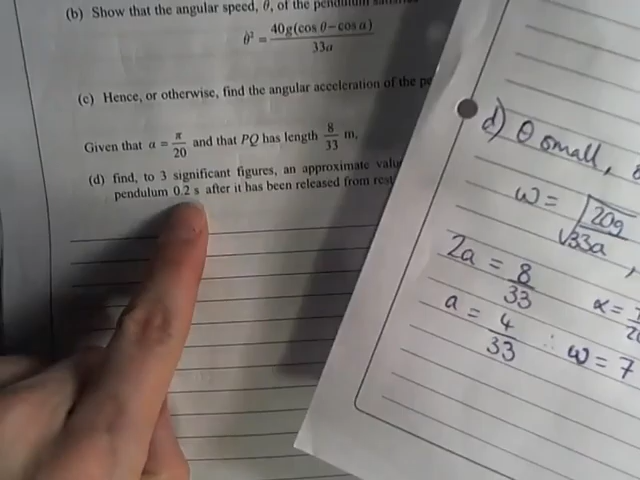 (b) Show that the angular speed, θ̇, of the pendulum
θ̇² = 40g(cos θ – cos α) / 33a
(c) Hence, or otherwise, find the angular acceleration of the
Given that α = π/20 and that PQ has length 8/33 m,
(d) find, to 3 significant figures, an approximate
pendulum 0.2 s after it has been released from rest
d) θ small,
ω = √(20g/33a)
2a = 8/33
a = 4/33 ∴ ω = 7